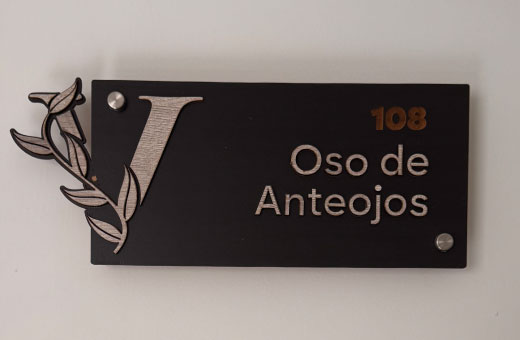 V
108
Oso de
Anteojos